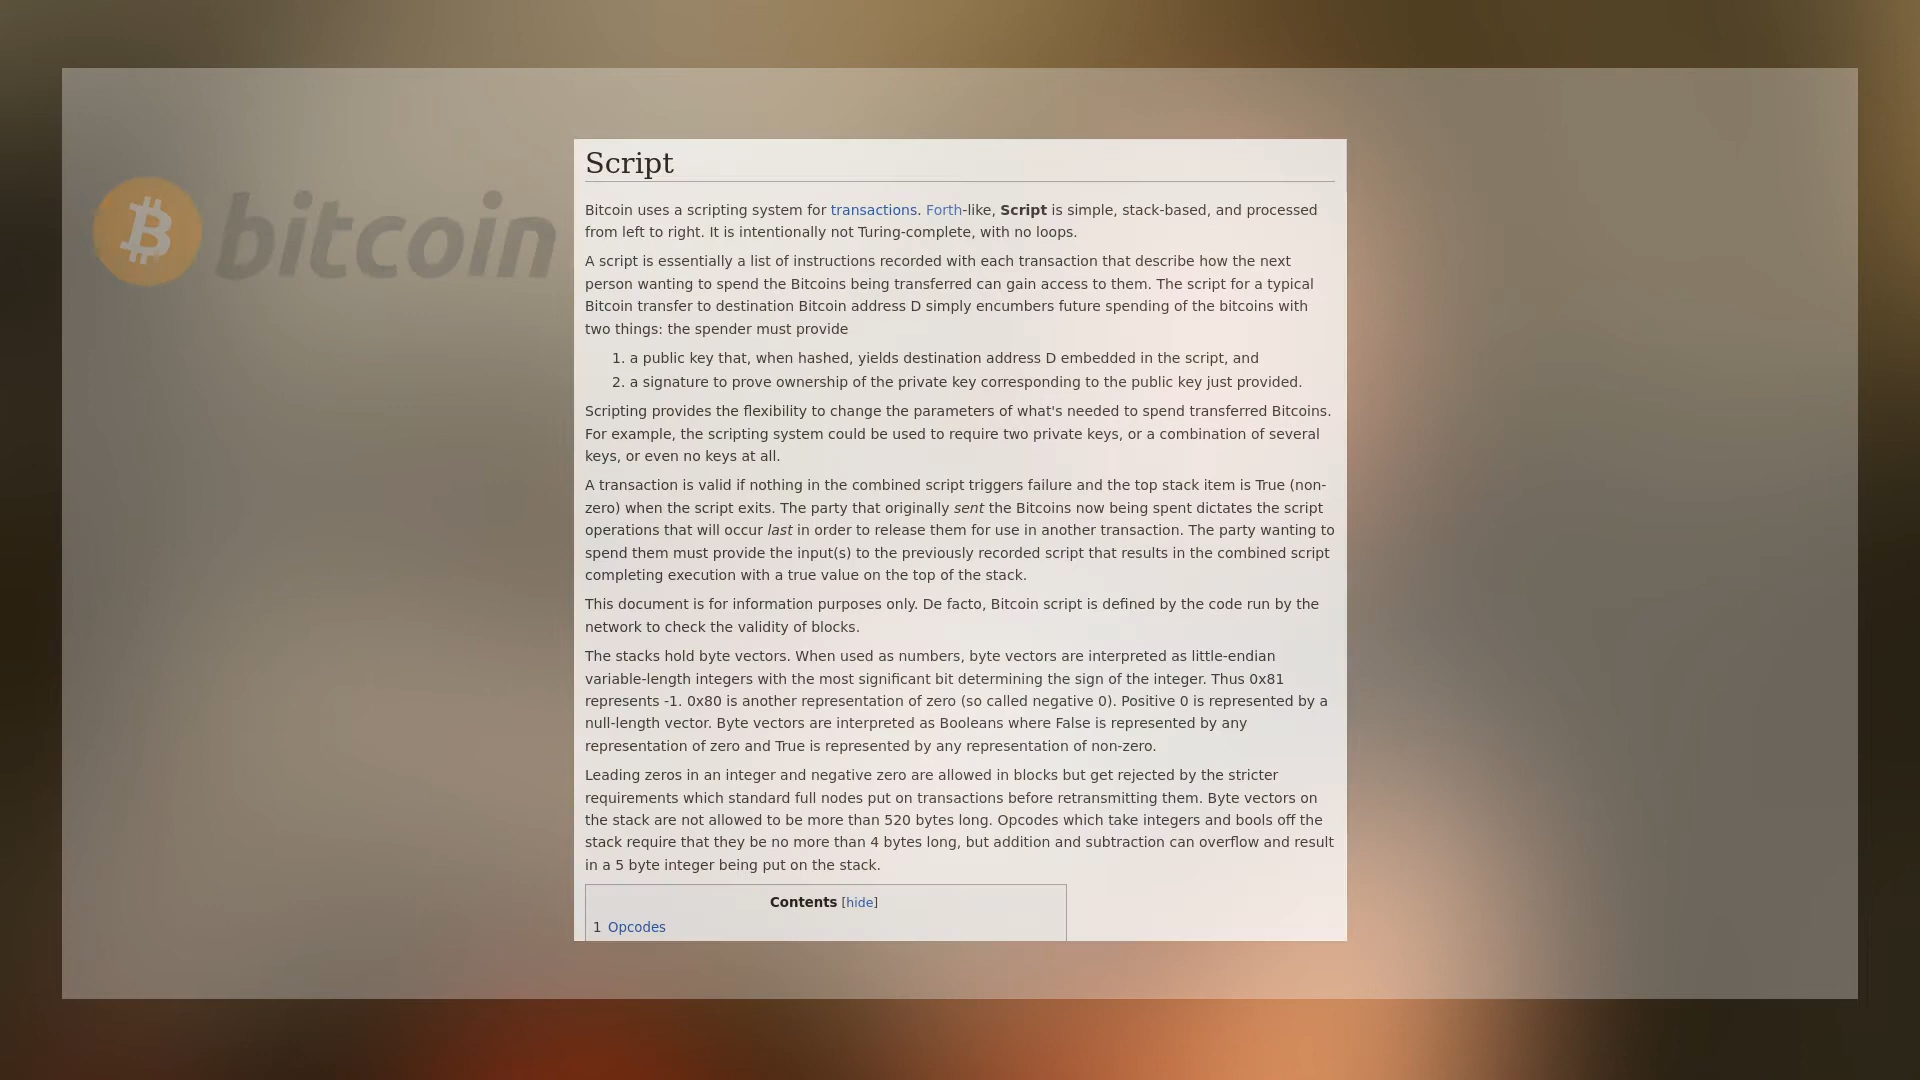 bitcoin
Script
Bitcoin uses a scripting system for transactions. Forth-like, Script is simple, stack-based, and processed
from left to right. It is intentionally not Turing-complete, with no loops.
A script is essentially a list of instructions recorded with each transaction that describe how the next
person wanting to spend the Bitcoins being transferred can gain access to them. The script for a typical
Bitcoin transfer to destination Bitcoin address D simply encumbers future spending of the bitcoins with
two things: the spender must provide
1. a public key that, when hashed, yields destination address D embedded in the script, and
2. a signature to prove ownership of the private key corresponding to the public key just provided.
Scripting provides the flexibility to change the parameters of what's needed to spend transferred Bitcoins.
For example, the scripting system could be used to require two private keys, or a combination of several
keys, or even no keys at all.
A transaction is valid if nothing in the combined script triggers failure and the top stack item is True (non-
zero) when the script exits. The party that originally sent the Bitcoins now being spent dictates the script
operations that will occur last in order to release them for use in another transaction. The party wanting to
spend them must provide the input(s) to the previously recorded script that results in the combined script
completing execution with a true value on the top of the stack.
This document is for information purposes only. De facto, Bitcoin script is defined by the code run by the
network to check the validity of blocks.
The stacks hold byte vectors. When used as numbers, byte vectors are interpreted as little-endian
variable-length integers with the most significant bit determining the sign of the integer. Thus 0x81
represents -1. 0x80 is another representation of zero (so called negative 0). Positive 0 is represented by a
null-length vector. Byte vectors are interpreted as Booleans where False is represented by any
representation of zero and True is represented by any representation of non-zero.
Leading zeros in an integer and negative zero are allowed in blocks but get rejected by the stricter
requirements which standard full nodes put on transactions before retransmitting them. Byte vectors on
the stack are not allowed to be more than 520 bytes long. Opcodes which take integers and bools off the
stack require that they be no more than 4 bytes long, but addition and subtraction can overflow and result
in a 5 byte integer being put on the stack.
Contents [hide]
1 Opcodes